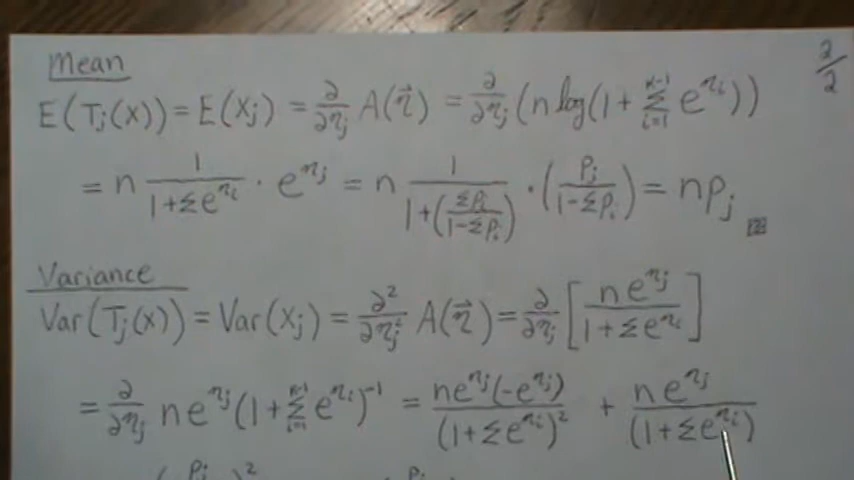 2/2
Mean
E(Tⱼ(x)) = E(Xⱼ) = ∂/∂ηⱼ A(η⃗) = ∂/∂ηⱼ (n log(1 + Σ_{i=1}^{k-1} e^{ηᵢ}))
= n 1/(1+Σe^{ηᵢ}) · e^{ηⱼ} = n 1/(1+(Σpᵢ/(1-Σpᵢ))) · (pⱼ/(1-Σpᵢ)) = npⱼ
Variance
Var(Tⱼ(x)) = Var(Xⱼ) = ∂²/∂ηⱼ² A(η⃗) = ∂/∂ηⱼ [n e^{ηⱼ}/(1+Σe^{ηᵢ})]
= ∂/∂ηⱼ n e^{ηⱼ}(1+Σ_{i=1}^{k-1} e^{ηᵢ})^{-1} = ne^{ηⱼ}(-e^{ηⱼ})/(1+Σe^{ηᵢ})² + n e^{ηⱼ}/(1+Σe^{ηᵢ})